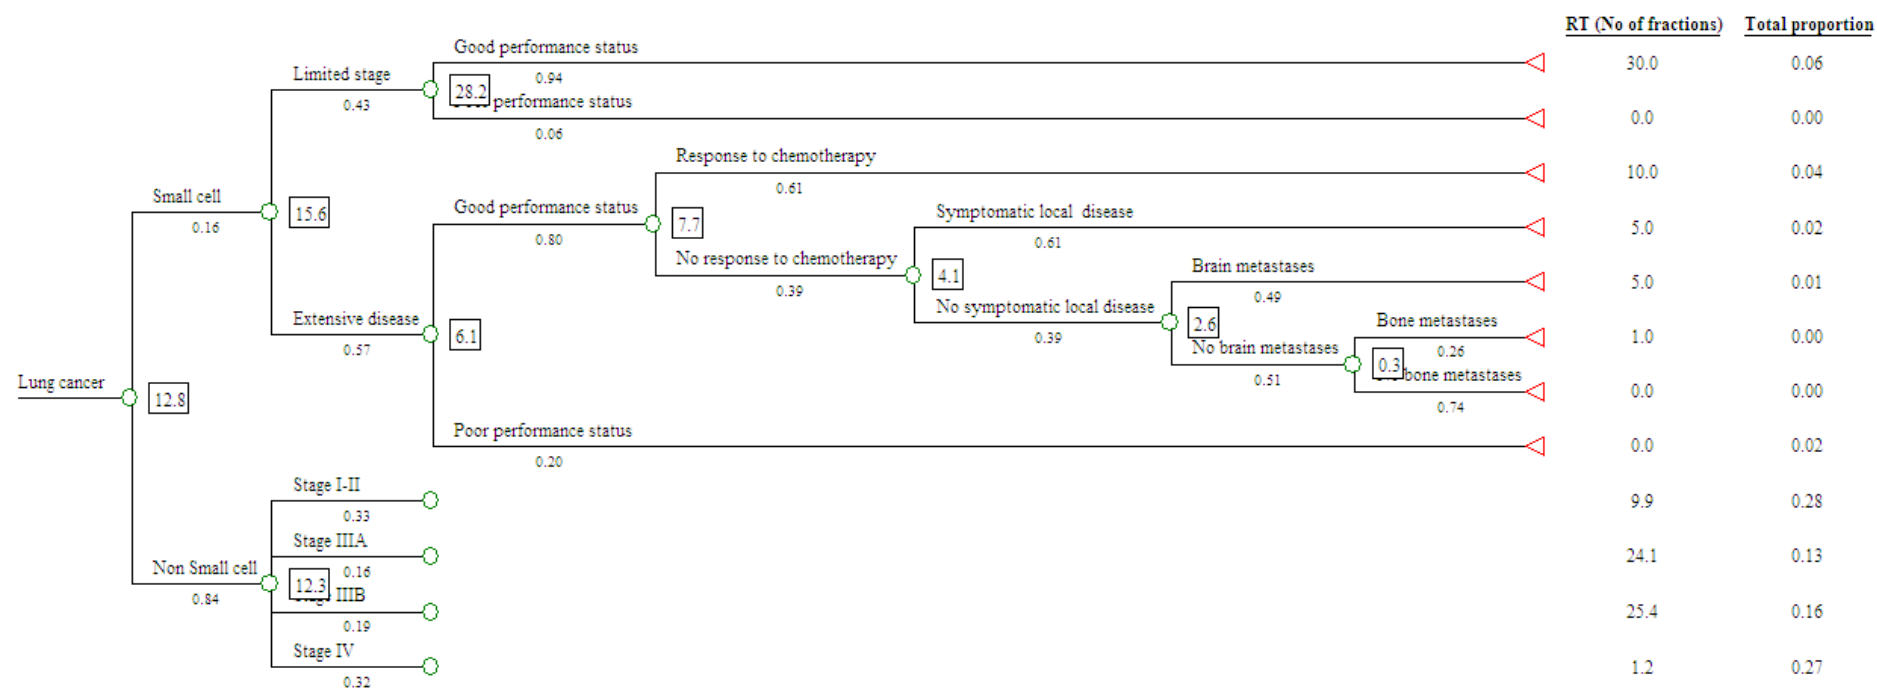 RT (No of fractions) Total proportion
Good performance status
0.94
30.0 0.06
Limited stage
0.43
28.2
performance status
0.06
0.0 0.00
Response to chemotherapy
0.61
10.0 0.04
Small cell
0.16
15.6
Good performance status
0.80
7.7
Symptomatic local disease
0.61
5.0 0.02
No response to chemotherapy
0.39
4.1
Brain metastases
0.49
5.0 0.01
No symptomatic local disease
0.39
2.6
Extensive disease
0.57
6.1
Bone metastases
0.26
1.0 0.00
No brain metastases
0.51
0.3
bone metastases
0.74
0.0 0.00
Lung cancer
12.8
Poor performance status
0.20
0.0 0.02
Stage I-II
0.33
9.9 0.28
Stage IIIA
0.16
24.1 0.13
Non Small cell
0.84
12.3
IIIB
0.19
25.4 0.16
Stage IV
0.32
1.2 0.27